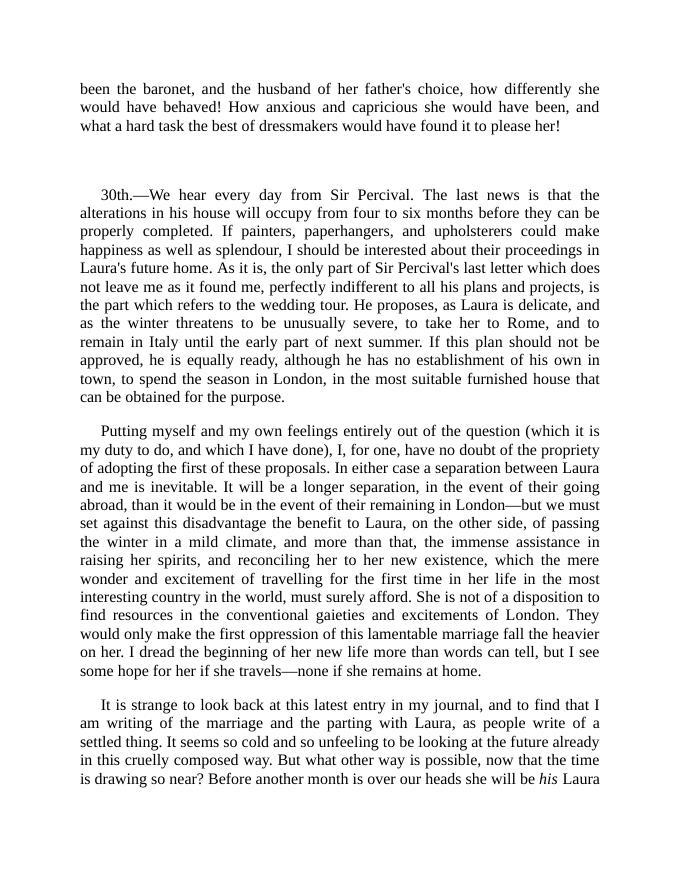 been the baronet, and the husband of her father's choice, how differently she
would have behaved! How anxious and capricious she would have been, and
what a hard task the best of dressmakers would have found it to please her!
30th.—We hear every day from Sir Percival. The last news is that the
alterations in his house will occupy from four to six months before they can be
properly completed. If painters, paperhangers, and upholsterers could make
happiness as well as splendour, I should be interested about their proceedings in
Laura's future home. As it is, the only part of Sir Percival's last letter which does
not leave me as it found me, perfectly indifferent to all his plans and projects, is
the part which refers to the wedding tour. He proposes, as Laura is delicate, and
as the winter threatens to be unusually severe, to take her to Rome, and to
remain in Italy until the early part of next summer. If this plan should not be
approved, he is equally ready, although he has no establishment of his own in
town, to spend the season in London, in the most suitable furnished house that
can be obtained for the purpose.
Putting myself and my own feelings entirely out of the question (which it is
my duty to do, and which I have done), I, for one, have no doubt of the propriety
of adopting the first of these proposals. In either case a separation between Laura
and me is inevitable. It will be a longer separation, in the event of their going
abroad, than it would be in the event of their remaining in London—but we must
set against this disadvantage the benefit to Laura, on the other side, of passing
the winter in a mild climate, and more than that, the immense assistance in
raising her spirits, and reconciling her to her new existence, which the mere
wonder and excitement of travelling for the first time in her life in the most
interesting country in the world, must surely afford. She is not of a disposition to
find resources in the conventional gaieties and excitements of London. They
would only make the first oppression of this lamentable marriage fall the heavier
on her. I dread the beginning of her new life more than words can tell, but I see
some hope for her if she travels—none if she remains at home.
It is strange to look back at this latest entry in my journal, and to find that I
am writing of the marriage and the parting with Laura, as people write of a
settled thing. It seems so cold and so unfeeling to be looking at the future already
in this cruelly composed way. But what other way is possible, now that the time
is drawing so near? Before another month is over our heads she will be his Laura